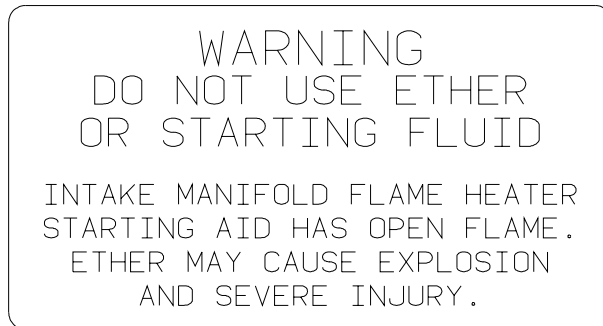 WARNING
DO NOT USE ETHER
OR STARTING FLUID
INTAKE MANIFOLD FLAME HEATER
STARTING AID HAS OPEN FLAME.
ETHER MAY CAUSE EXPLOSION
AND SEVERE INJURY.